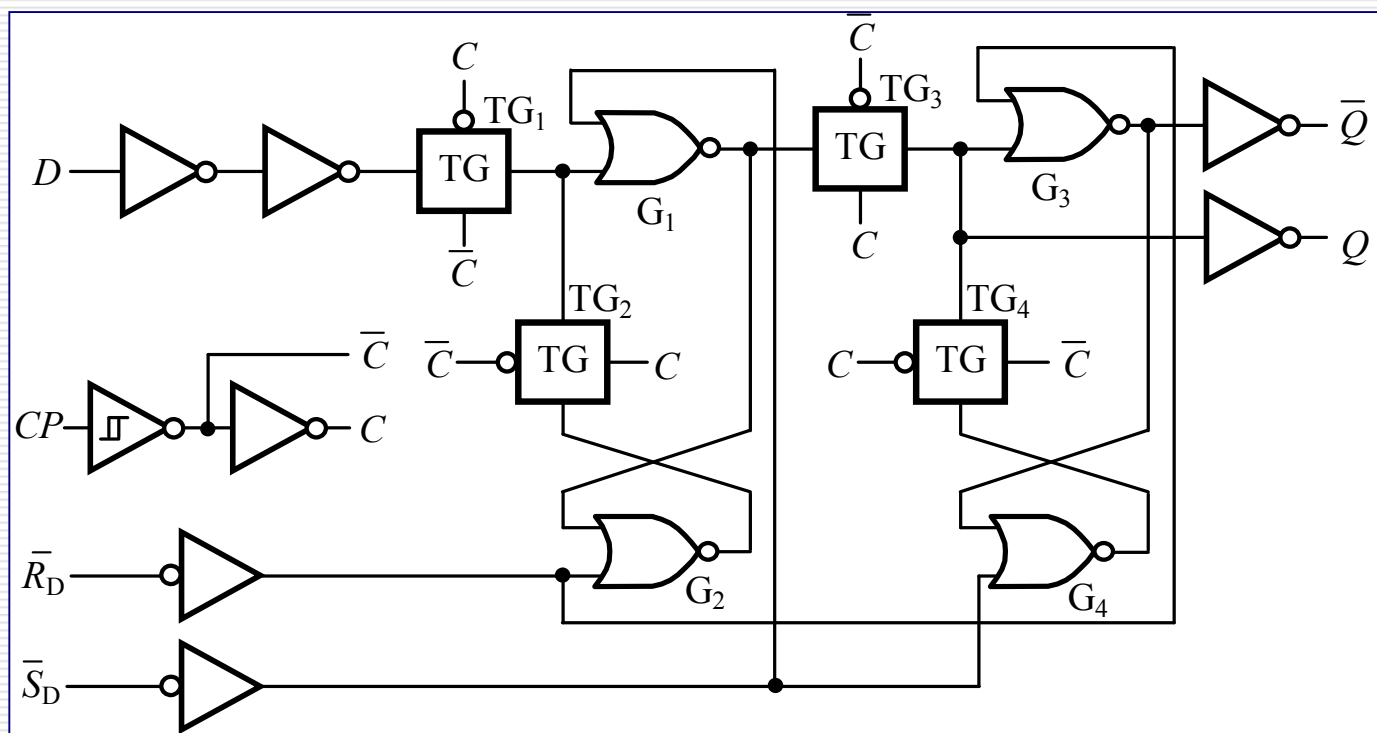 C̅
C
TG₃
TG₁
TG
TG
D
G₁
G₃
Q̅
C̅
C
Q
TG₂
TG₄
C̅
TG
C
C
TG
C̅
C̅
CP
C
R̅D
G₂
G₄
S̅D